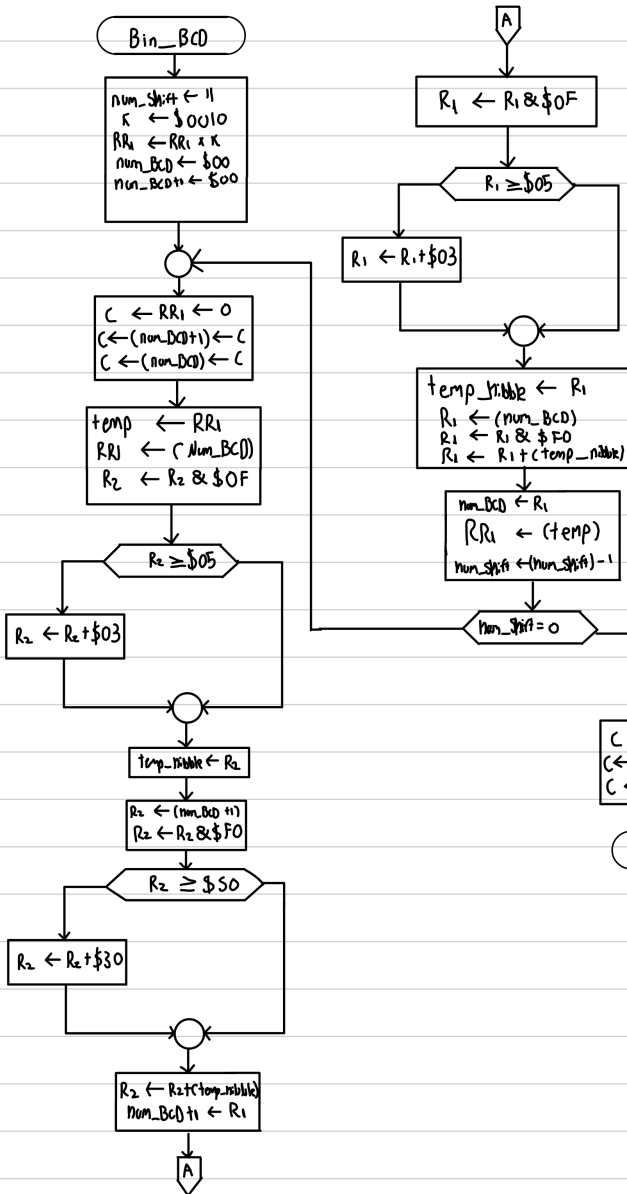 Bin_BCD
num_shift ← 11
K ← $0010
RR1 ← RR1 x K
num_BCD ← $00
num_BCD+1 ← $00
C ← RR1 ← 0
C ← (num_BCD+1) ← C
C ← (num_BCD) ← C
temp ← RR1
RR1 ← (Num_BCD)
R2 ← R2 & $0F
R2 ≥ $05
R2 ← R2 + $03
temp_nibble ← R2
R2 ← (num_BCD +1)
R2 ← R2 & $F0
R2 ≥ $50
R2 ← R2 + $30
R2 ← R2 + (temp_nibble)
num_BCD+1 ← R1
A
A
R1 ← R1 & $0F
R1 ≥ $05
R1 ← R1 + $03
temp_nibble ← R1
R1 ← (num_BCD)
R1 ← R1 & $F0
R1 ← R1 + (temp_nibble)
num_BCD ← R1
RR1 ← (temp)
num_shift ← (num_shift) - 1
num_shift = 0
C
C ←
C ←